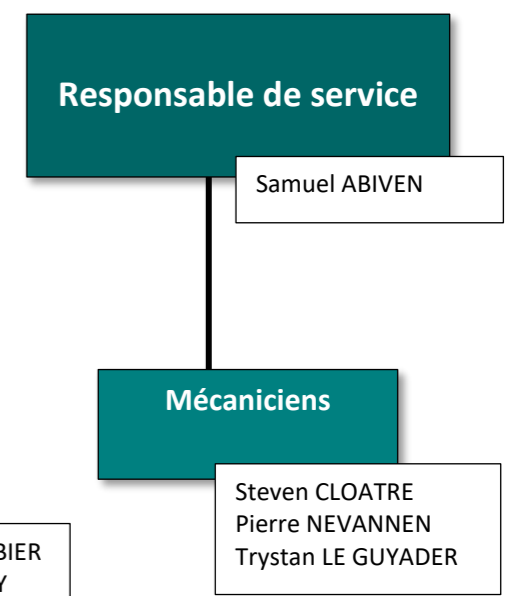 Responsable de service
Samuel ABIVEN
Mécaniciens
Steven CLOATRE
Pierre NEVANNEN
Trystan LE GUYADER